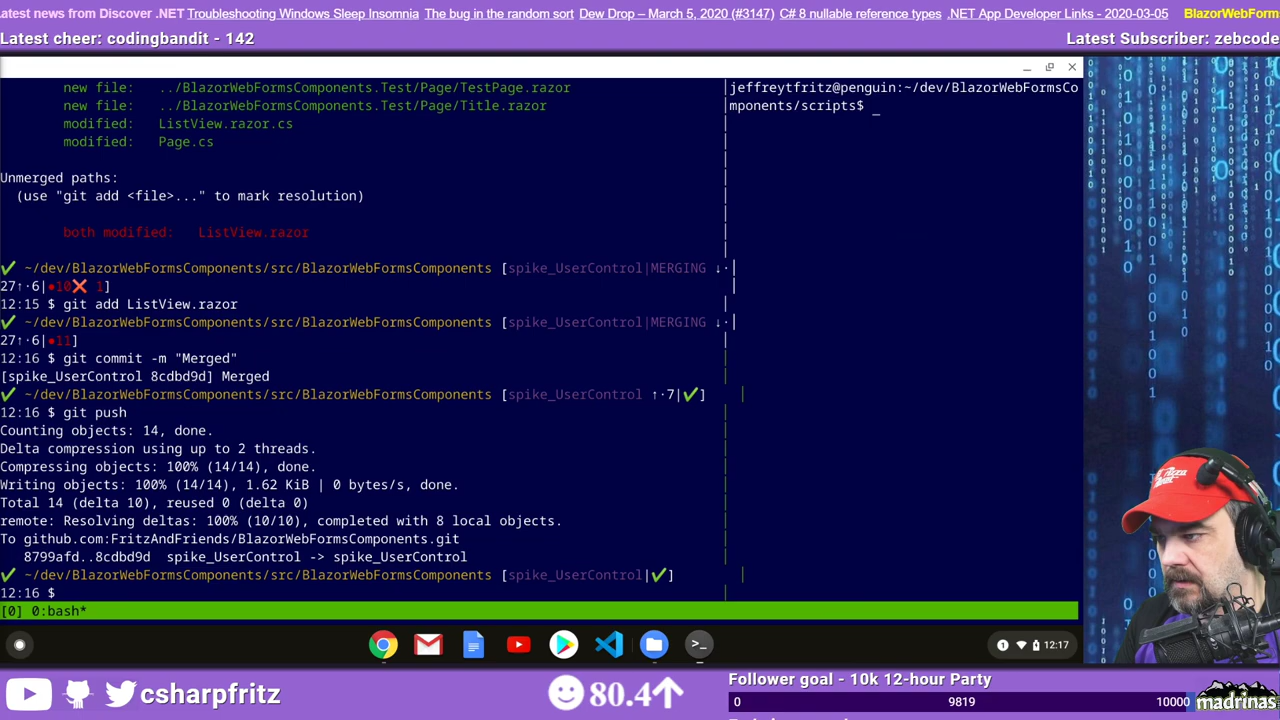 atest news from Discover .NET Troubleshooting Windows Sleep Insomnia The bug in the random sort Dew Drop – March 5, 2020 (#3147) C# 8 nullable reference types .NET App Developer Links - 2020-03-05 BlazorWebForm
Latest cheer: codingbandit - 142
Latest Subscriber: zebcode
new file: ../BlazorWebFormsComponents.Test/Page/TestPage.razor
new file: ../BlazorWebFormsComponents.Test/Page/Title.razor
modified: ListView.razor.cs
modified: Page.cs
Unmerged paths:
(use "git add <file>..." to mark resolution)
both modified: ListView.razor
✔ ~/dev/BlazorWebFormsComponents/src/BlazorWebFormsComponents [spike_UserControl|MERGING ↓·
27↑·6|●10❌ 1]
12:15 $ git add ListView.razor
✔ ~/dev/BlazorWebFormsComponents/src/BlazorWebFormsComponents [spike_UserControl|MERGING ↓·
27↑·6|●11]
12:16 $ git commit -m "Merged"
[spike_UserControl 8cdbd9d] Merged
✔ ~/dev/BlazorWebFormsComponents/src/BlazorWebFormsComponents [spike_UserControl ↑·7|✔]
12:16 $ git push
Counting objects: 14, done.
Delta compression using up to 2 threads.
Compressing objects: 100% (14/14), done.
Writing objects: 100% (14/14), 1.62 KiB | 0 bytes/s, done.
Total 14 (delta 10), reused 0 (delta 0)
remote: Resolving deltas: 100% (10/10), completed with 8 local objects.
To github.com:FritzAndFriends/BlazorWebFormsComponents.git
8799afd..8cdbd9d spike_UserControl -> spike_UserControl
✔ ~/dev/BlazorWebFormsComponents/src/BlazorWebFormsComponents [spike_UserControl|✔]
12:16 $
[0] 0:bash*
jeffreytfritz@penguin:~/dev/BlazorWebFormsCo
mponents/scripts$ _
1 12:17
csharpfritz
80.4↑
Follower goal - 10k 12-hour Party
0 9819 10000
madrinas